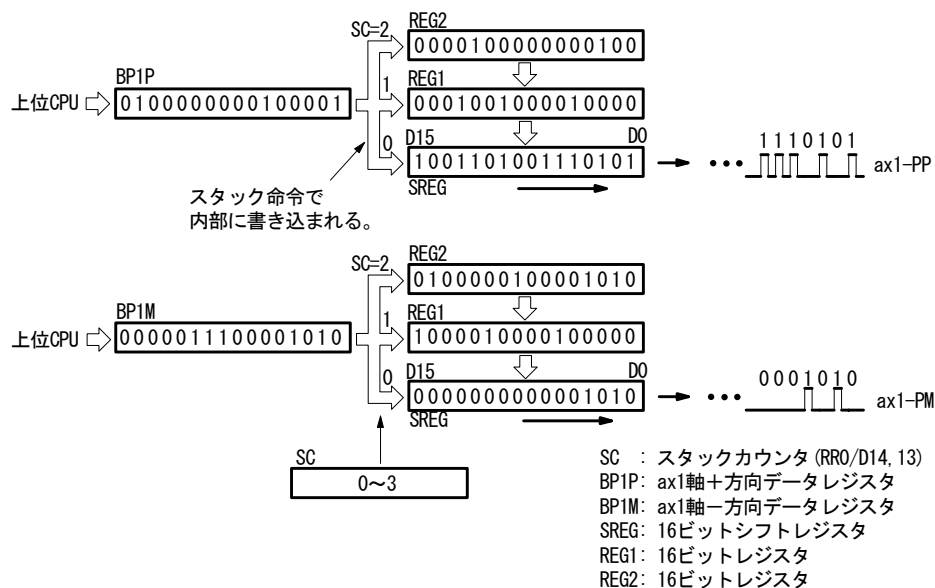 REG2
SC=2
0000100000000100
BP1P
1
REG1
上位CPU
0100000000100001
0001001000010000
0
D15
D0
1001101001110101
1110101
ax1-PP
SREG
スタック命令で
内部に書き込まれる。
REG2
SC=2
0100000100001010
BP1M
1
REG1
上位CPU
0000011100001010
1000010000100000
0
D15
D0
0000000000001010
0001010
ax1-PM
SREG
SC
0～3
SC : スタックカウンタ(RR0/D14,13)
BP1P: ax1軸＋方向データレジスタ
BP1M: ax1軸－方向データレジスタ
SREG: 16ビットシフトレジスタ
REG1: 16ビットレジスタ
REG2: 16ビットレジスタ